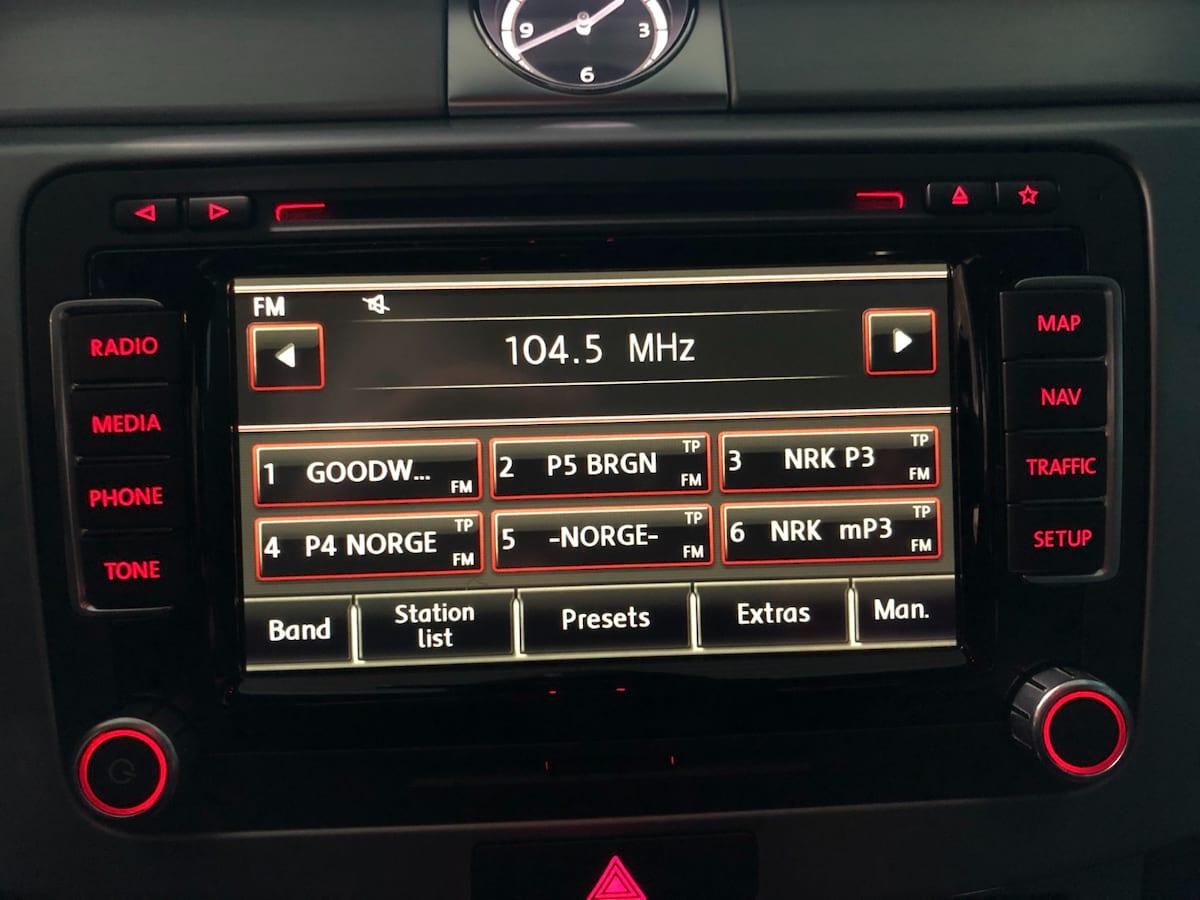 9 3
6
FM
104.5 MHz
RADIO
MEDIA
PHONE
TONE
1 GOODW... FM
2 P5 BRGN TP FM
3 NRK P3 TP FM
4 P4 NORGE TP FM
5 -NORGE- TP FM
6 NRK mP3 TP FM
Band
Station
list
Presets
Extras
Man.
MAP
NAV
TRAFFIC
SETUP